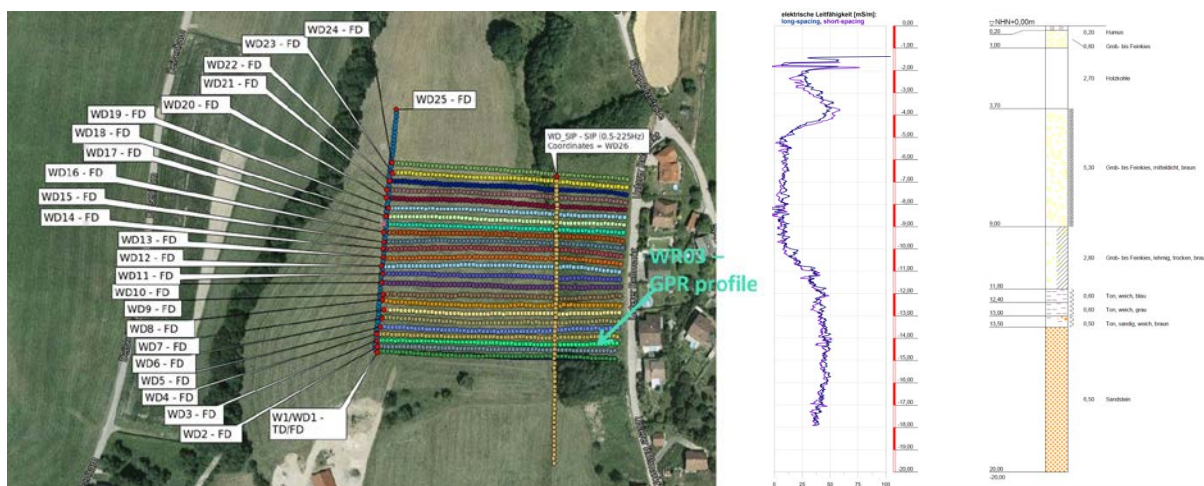 WD24 - FD
WD23 - FD
WD22 - FD
WD21 - FD
WD20 - FD
WD19 - FD
WD18 - FD
WD17 - FD
WD16 - FD
WD15 - FD
WD14 - FD
WD13 - FD
WD12 - FD
WD11 - FD
WD10 - FD
WD9 - FD
WD8 - FD
WD7 - FD
WD6 - FD
WD5 - FD
WD4 - FD
WD3 - FD
WD2 - FD
W1/WD1 -
TD/FD
WD25 - FD
WD_SIP - SIP (0.5-225Hz)
Coordinates = WD26
WR03 -
GPR profile
elektrische Leitfähigkeit [mS/m]:
long-spacing, short-spacing
0,00
-1,00
-2,00
-3,00
-4,00
-5,00
-6,00
-7,00
-8,00
-9,00
-10,00
-11,00
-12,00
-13,00
-14,00
-15,00
-16,00
-17,00
-18,00
-19,00
-20,00
0 25 50 75 100
NHN+0,00m
0,20 0,20 Humus
1,00 0,80 Grob- bis Feinkies
2,70 Holzkohle
3,70
5,30 Grob- bis Feinkies, mitteldicht, braun
9,00
2,80 Grob- bis Feinkies, lehmig, trocken, brau
11,80
0,60 Ton, weich, blau
12,40
0,60 Ton, weich, grau
13,00
0,50 Ton, sandig, weich, braun
13,50
6,50 Sandstein
20,00
-20,00